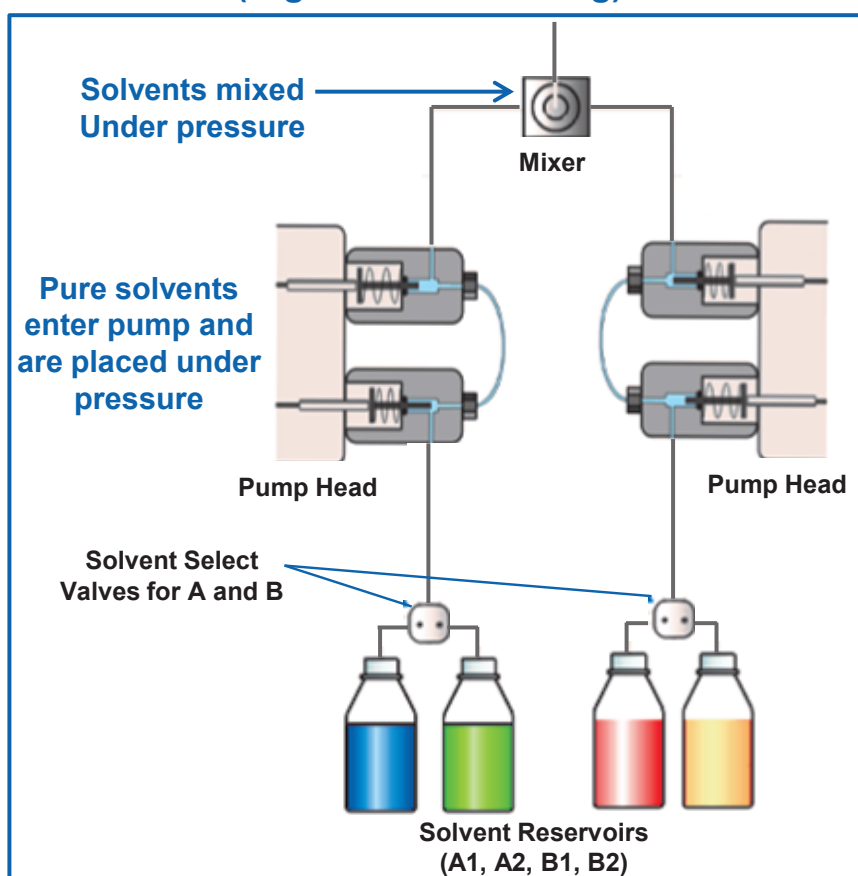 Solvents mixed
Under pressure
Mixer
Pure solvents
enter pump and
are placed under
pressure
Pump Head
Pump Head
Solvent Select
Valves for A and B
Solvent Reservoirs
(A1, A2, B1, B2)